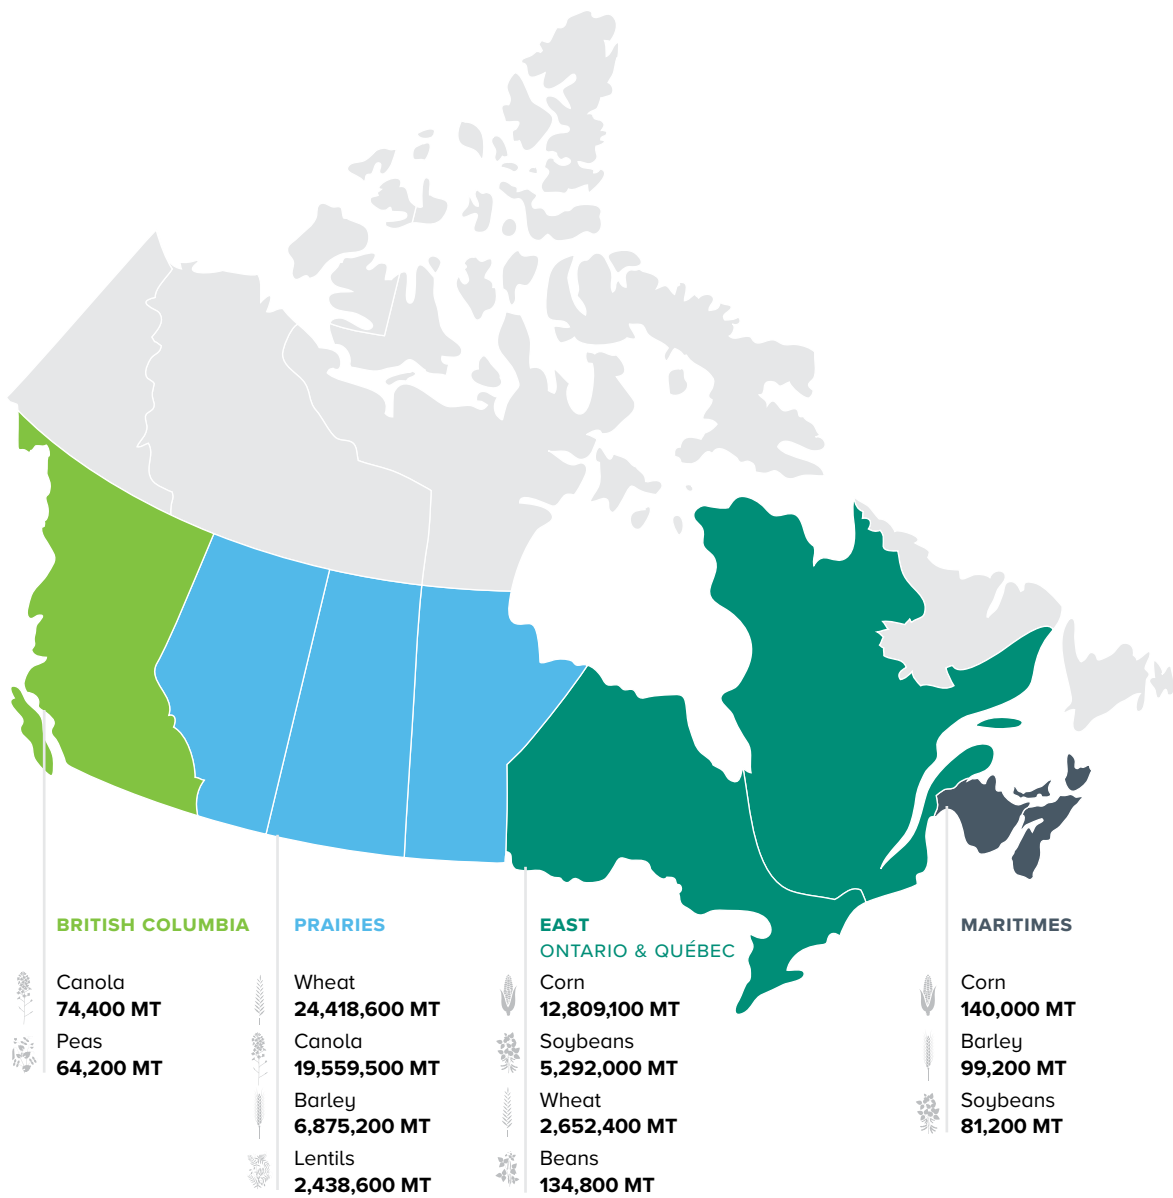 BRITISH COLUMBIA
Canola
74,400 MT
Peas
64,200 MT
PRAIRIES
Wheat
24,418,600 MT
Canola
19,559,500 MT
Barley
6,875,200 MT
Lentils
2,438,600 MT
EAST
ONTARIO & QUÉBEC
Corn
12,809,100 MT
Soybeans
5,292,000 MT
Wheat
2,652,400 MT
Beans
134,800 MT
MARITIMES
Corn
140,000 MT
Barley
99,200 MT
Soybeans
81,200 MT